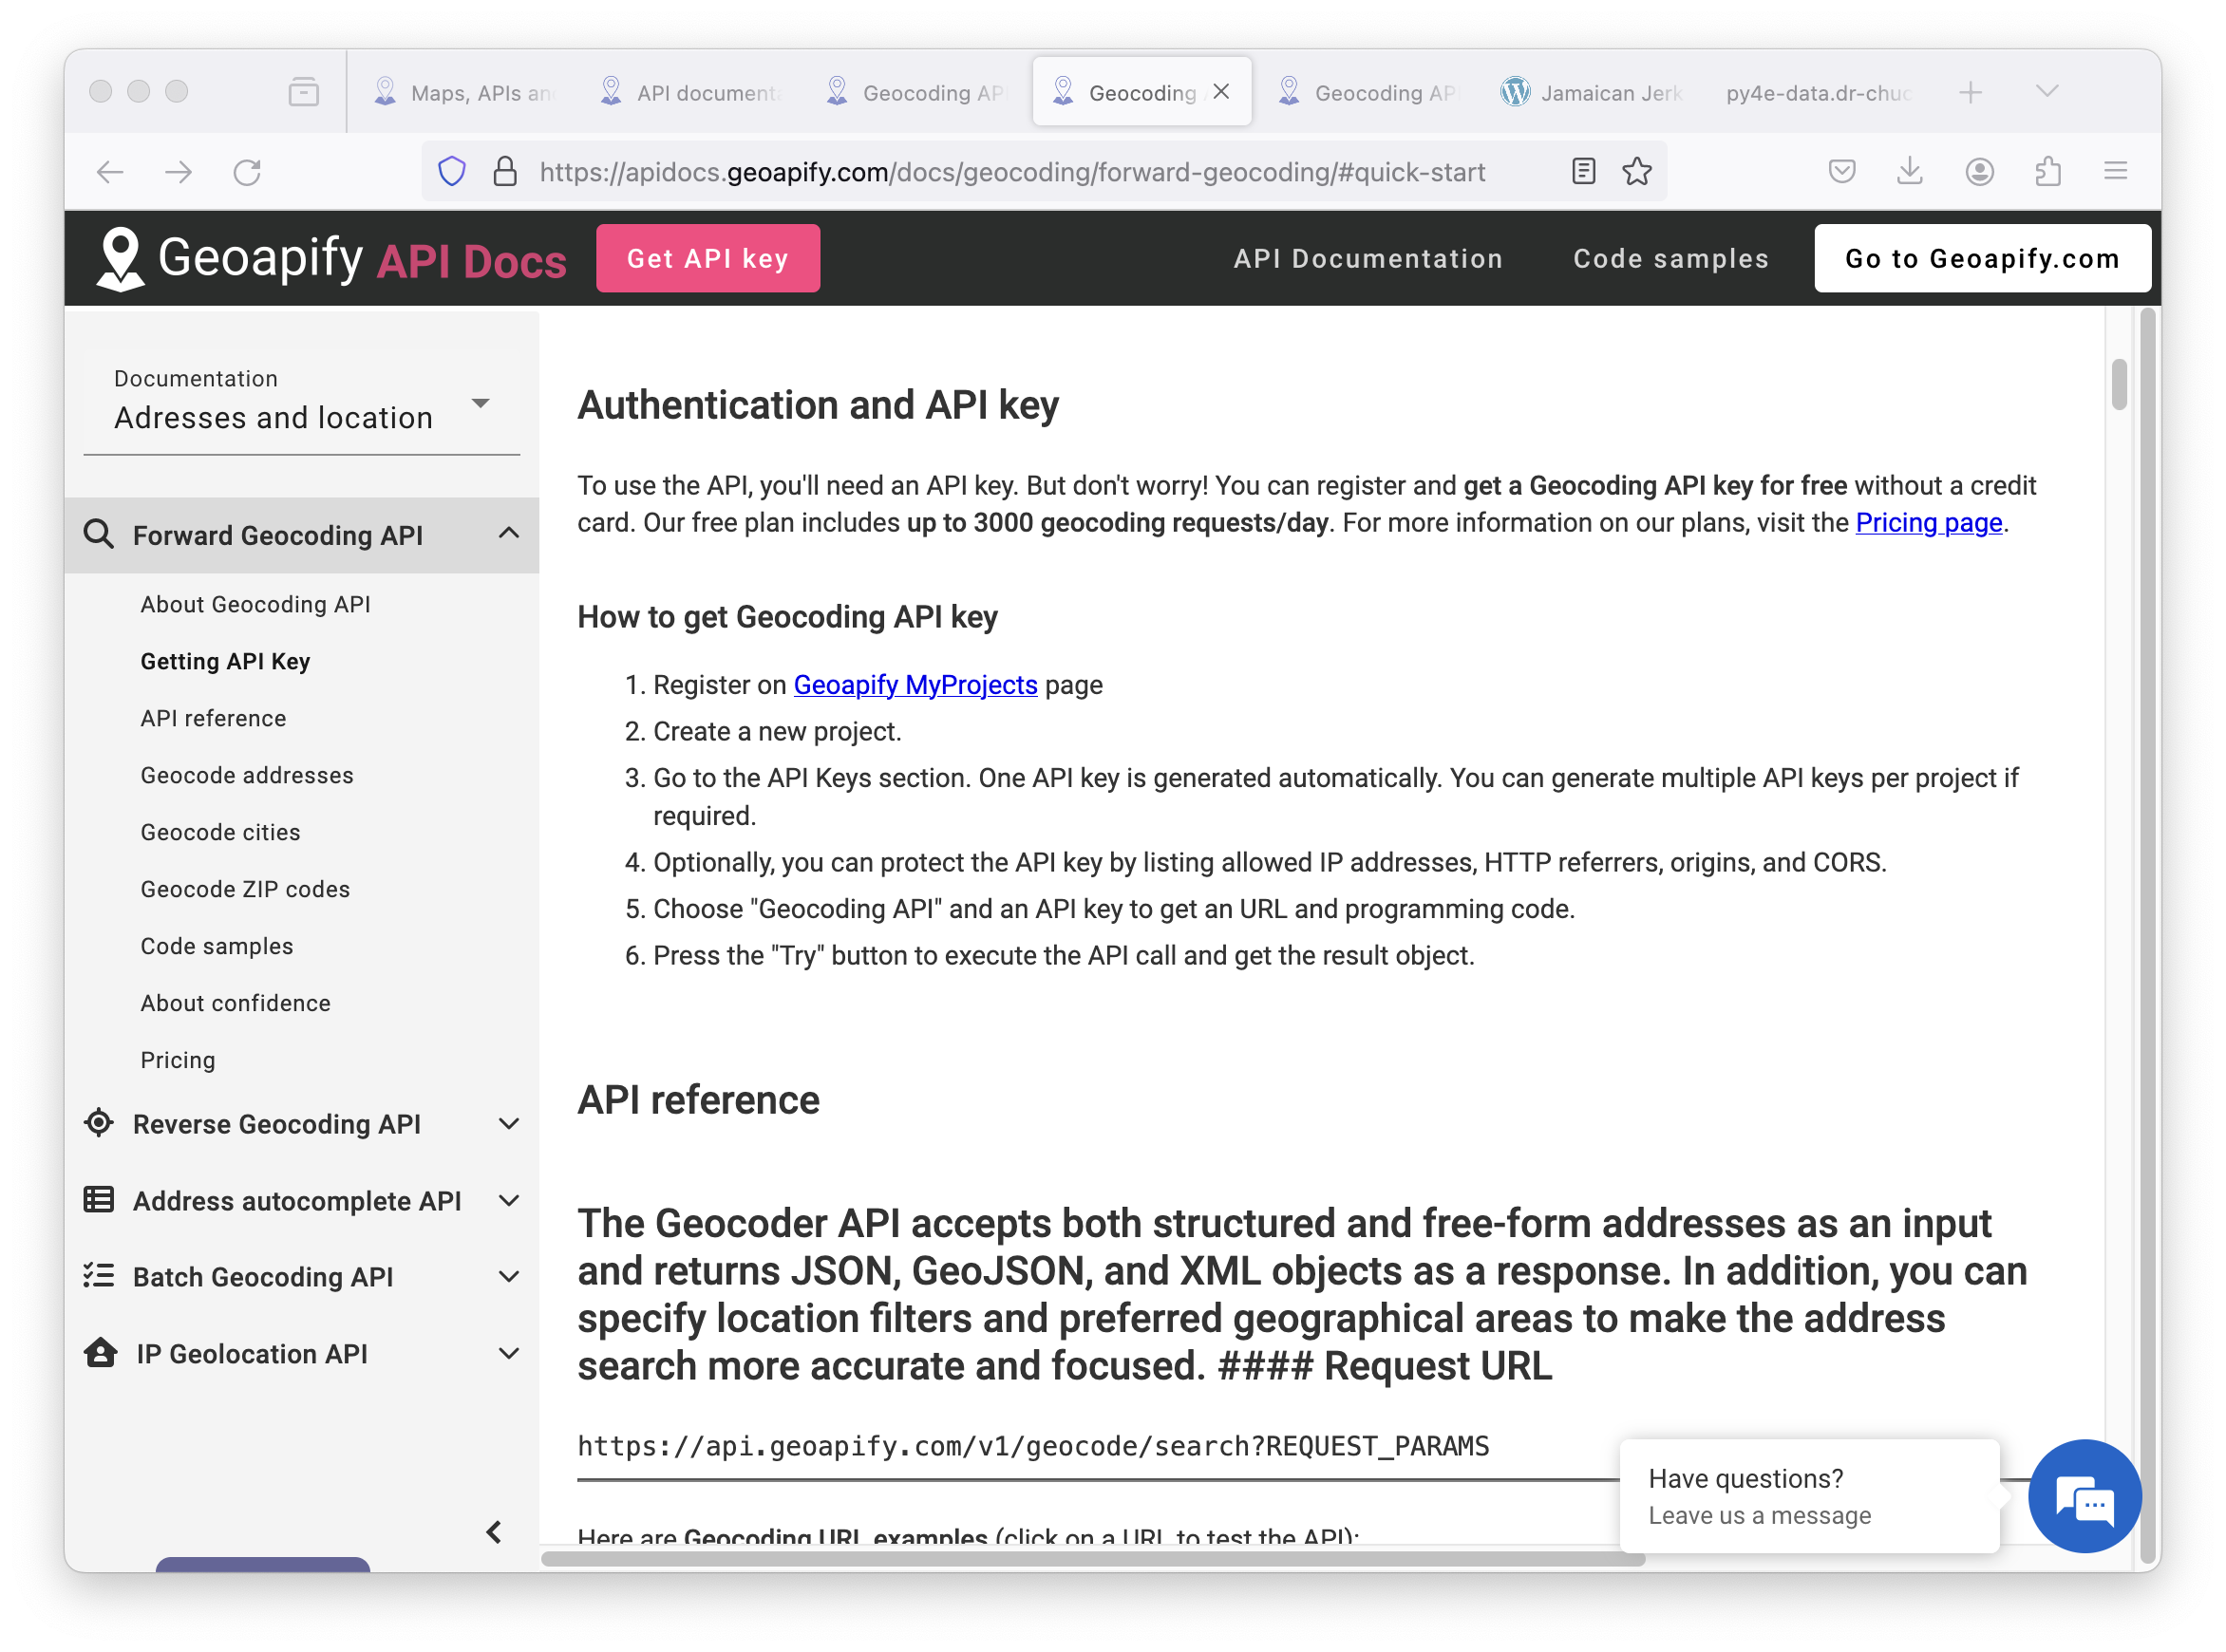 Maps, APIs an
API documenta
Geocoding AP
Geocoding
Geocoding AP
Jamaican Jerk
py4e-data.dr-chuc
https://apidocs.geoapify.com/docs/geocoding/forward-geocoding/#quick-start
Geoapify API Docs
Get API key
API Documentation
Code samples
Go to Geoapify.com
Documentation
Adresses and location
Forward Geocoding API
About Geocoding API
Getting API Key
API reference
Geocode addresses
Geocode cities
Geocode ZIP codes
Code samples
About confidence
Pricing
Reverse Geocoding API
Address autocomplete API
Batch Geocoding API
IP Geolocation API
Authentication and API key
To use the API, you'll need an API key. But don't worry! You can register and get a Geocoding API key for free without a credit
card. Our free plan includes up to 3000 geocoding requests/day. For more information on our plans, visit the Pricing page.
How to get Geocoding API key
1. Register on Geoapify MyProjects page
2. Create a new project.
3. Go to the API Keys section. One API key is generated automatically. You can generate multiple API keys per project if
required.
4. Optionally, you can protect the API key by listing allowed IP addresses, HTTP referrers, origins, and CORS.
5. Choose "Geocoding API" and an API key to get an URL and programming code.
6. Press the "Try" button to execute the API call and get the result object.
API reference
The Geocoder API accepts both structured and free-form addresses as an input
and returns JSON, GeoJSON, and XML objects as a response. In addition, you can
specify location filters and preferred geographical areas to make the address
search more accurate and focused. #### Request URL
https://api.geoapify.com/v1/geocode/search?REQUEST_PARAMS
Here are Geocoding URL examples (click on a URL to test the API):
Have questions?
Leave us a message